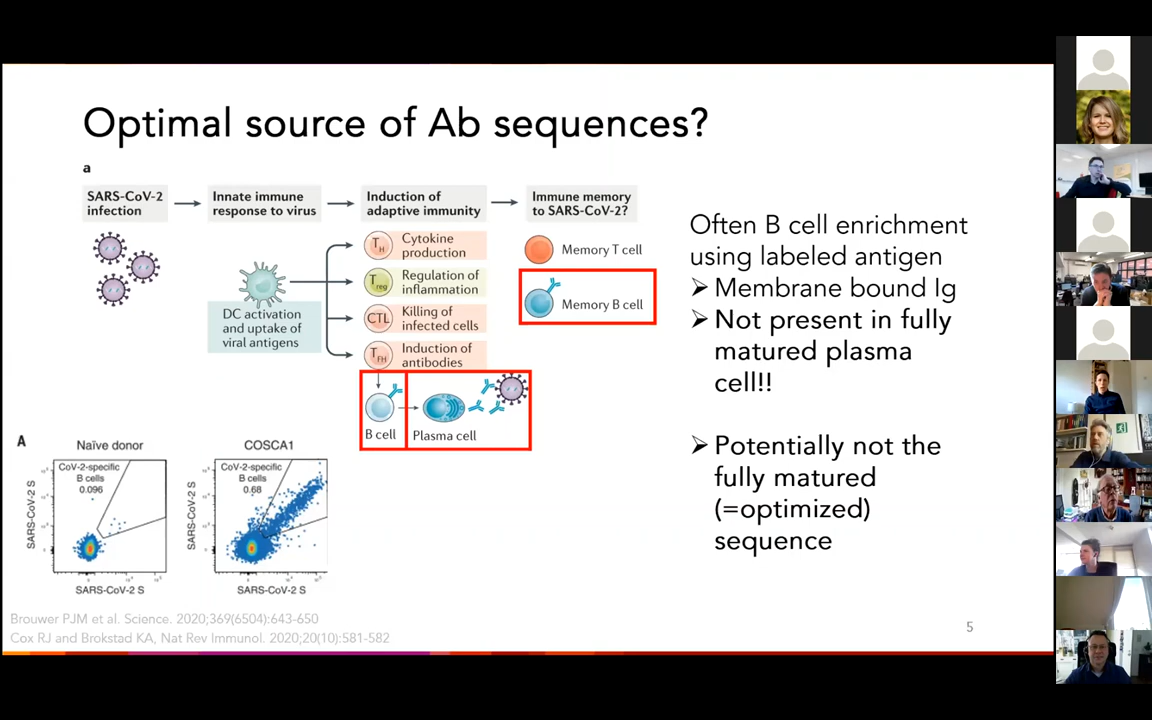 Optimal source of Ab sequences?
a
SARS-CoV-2
infection
Innate immune
response to virus
Induction of
adaptive immunity
Immune memory
to SARS-CoV-2?
TH
Cytokine
production
Treg
Regulation of
inflammation
CTL
Killing of
infected cells
TFH
Induction of
antibodies
DC activation
and uptake of
viral antigens
Memory T cell
Memory B cell
B cell
Plasma cell
Often B cell enrichment
using labeled antigen
➢ Membrane bound Ig
➢ Not present in fully
matured plasma
cell!!
➢ Potentially not the
fully matured
(=optimized)
sequence
A
Naïve donor
CoV-2-specific
B cells
0.096
SARS-CoV-2 S
SARS-CoV-2 S
COSCA1
CoV-2-specific
B cells
0.68
SARS-CoV-2 S
SARS-CoV-2 S
Brouwer PJM et al. Science. 2020;369(6504):643-650
Cox RJ and Brokstad KA, Nat Rev Immunol. 2020;20(10):581-582
5